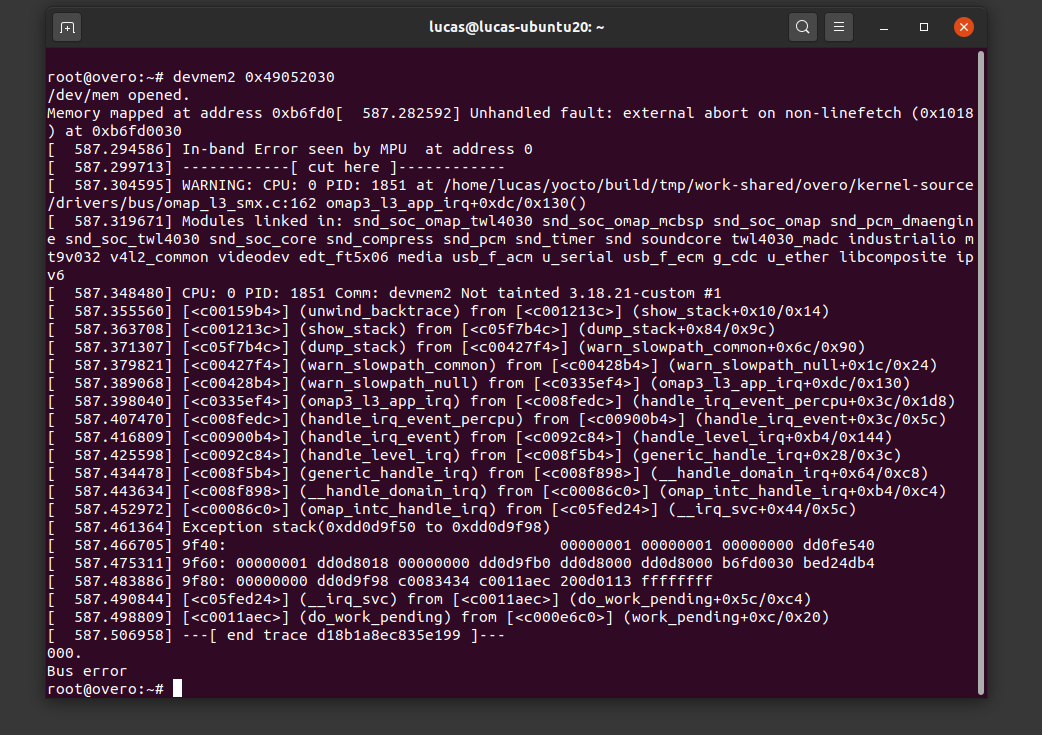 lucas@lucas-ubuntu20: ~
root@overo:~# devmem2 0x49052030
/dev/mem opened.
Memory mapped at address 0xb6fd0[  587.282592] Unhandled fault: external abort on non-linefetch (0x1018
) at 0xb6fd0030
[  587.294586] In-band Error seen by MPU  at address 0
[  587.299713] ------------[ cut here ]------------
[  587.304595] WARNING: CPU: 0 PID: 1851 at /home/lucas/yocto/build/tmp/work-shared/overo/kernel-source
/drivers/bus/omap_l3_smx.c:162 omap3_l3_app_irq+0xdc/0x130()
[  587.319671] Modules linked in: snd_soc_omap_twl4030 snd_soc_omap_mcbsp snd_soc_omap snd_pcm_dmaengin
e snd_soc_twl4030 snd_soc_core snd_compress snd_pcm snd_timer snd soundcore twl4030_madc industrialio m
t9v032 v4l2_common videodev edt_ft5x06 media usb_f_acm u_serial usb_f_ecm g_cdc u_ether libcomposite ip
v6
[  587.348480] CPU: 0 PID: 1851 Comm: devmem2 Not tainted 3.18.21-custom #1
[  587.355560] [<c00159b4>] (unwind_backtrace) from [<c001213c>] (show_stack+0x10/0x14)
[  587.363708] [<c001213c>] (show_stack) from [<c05f7b4c>] (dump_stack+0x84/0x9c)
[  587.371307] [<c05f7b4c>] (dump_stack) from [<c00427f4>] (warn_slowpath_common+0x6c/0x90)
[  587.379821] [<c00427f4>] (warn_slowpath_common) from [<c00428b4>] (warn_slowpath_null+0x1c/0x24)
[  587.389068] [<c00428b4>] (warn_slowpath_null) from [<c0335ef4>] (omap3_l3_app_irq+0xdc/0x130)
[  587.398040] [<c0335ef4>] (omap3_l3_app_irq) from [<c008fedc>] (handle_irq_event_percpu+0x3c/0x1d8)
[  587.407470] [<c008fedc>] (handle_irq_event_percpu) from [<c00900b4>] (handle_irq_event+0x3c/0x5c)
[  587.416809] [<c00900b4>] (handle_irq_event) from [<c0092c84>] (handle_level_irq+0xb4/0x144)
[  587.425598] [<c0092c84>] (handle_level_irq) from [<c008f5b4>] (generic_handle_irq+0x28/0x3c)
[  587.434478] [<c008f5b4>] (generic_handle_irq) from [<c008f898>] (__handle_domain_irq+0x64/0xc8)
[  587.443634] [<c008f898>] (__handle_domain_irq) from [<c00086c0>] (omap_intc_handle_irq+0xb4/0xc4)
[  587.452972] [<c00086c0>] (omap_intc_handle_irq) from [<c05fed24>] (__irq_svc+0x44/0x5c)
[  587.461364] Exception stack(0xdd0d9f50 to 0xdd0d9f98)
[  587.466705] 9f40:                                     00000001 00000001 00000000 dd0fe540
[  587.475311] 9f60: 00000001 dd0d8018 00000000 dd0d9fb0 dd0d8000 dd0d8000 b6fd0030 bed24db4
[  587.483886] 9f80: 00000000 dd0d9f98 c0083434 c0011aec 200d0113 ffffffff
[  587.490844] [<c05fed24>] (__irq_svc) from [<c0011aec>] (do_work_pending+0x5c/0xc4)
[  587.498809] [<c0011aec>] (do_work_pending) from [<c000e6c0>] (work_pending+0xc/0x20)
[  587.506958] ---[ end trace d18b1a8ec835e199 ]---
000.
Bus error
root@overo:~#